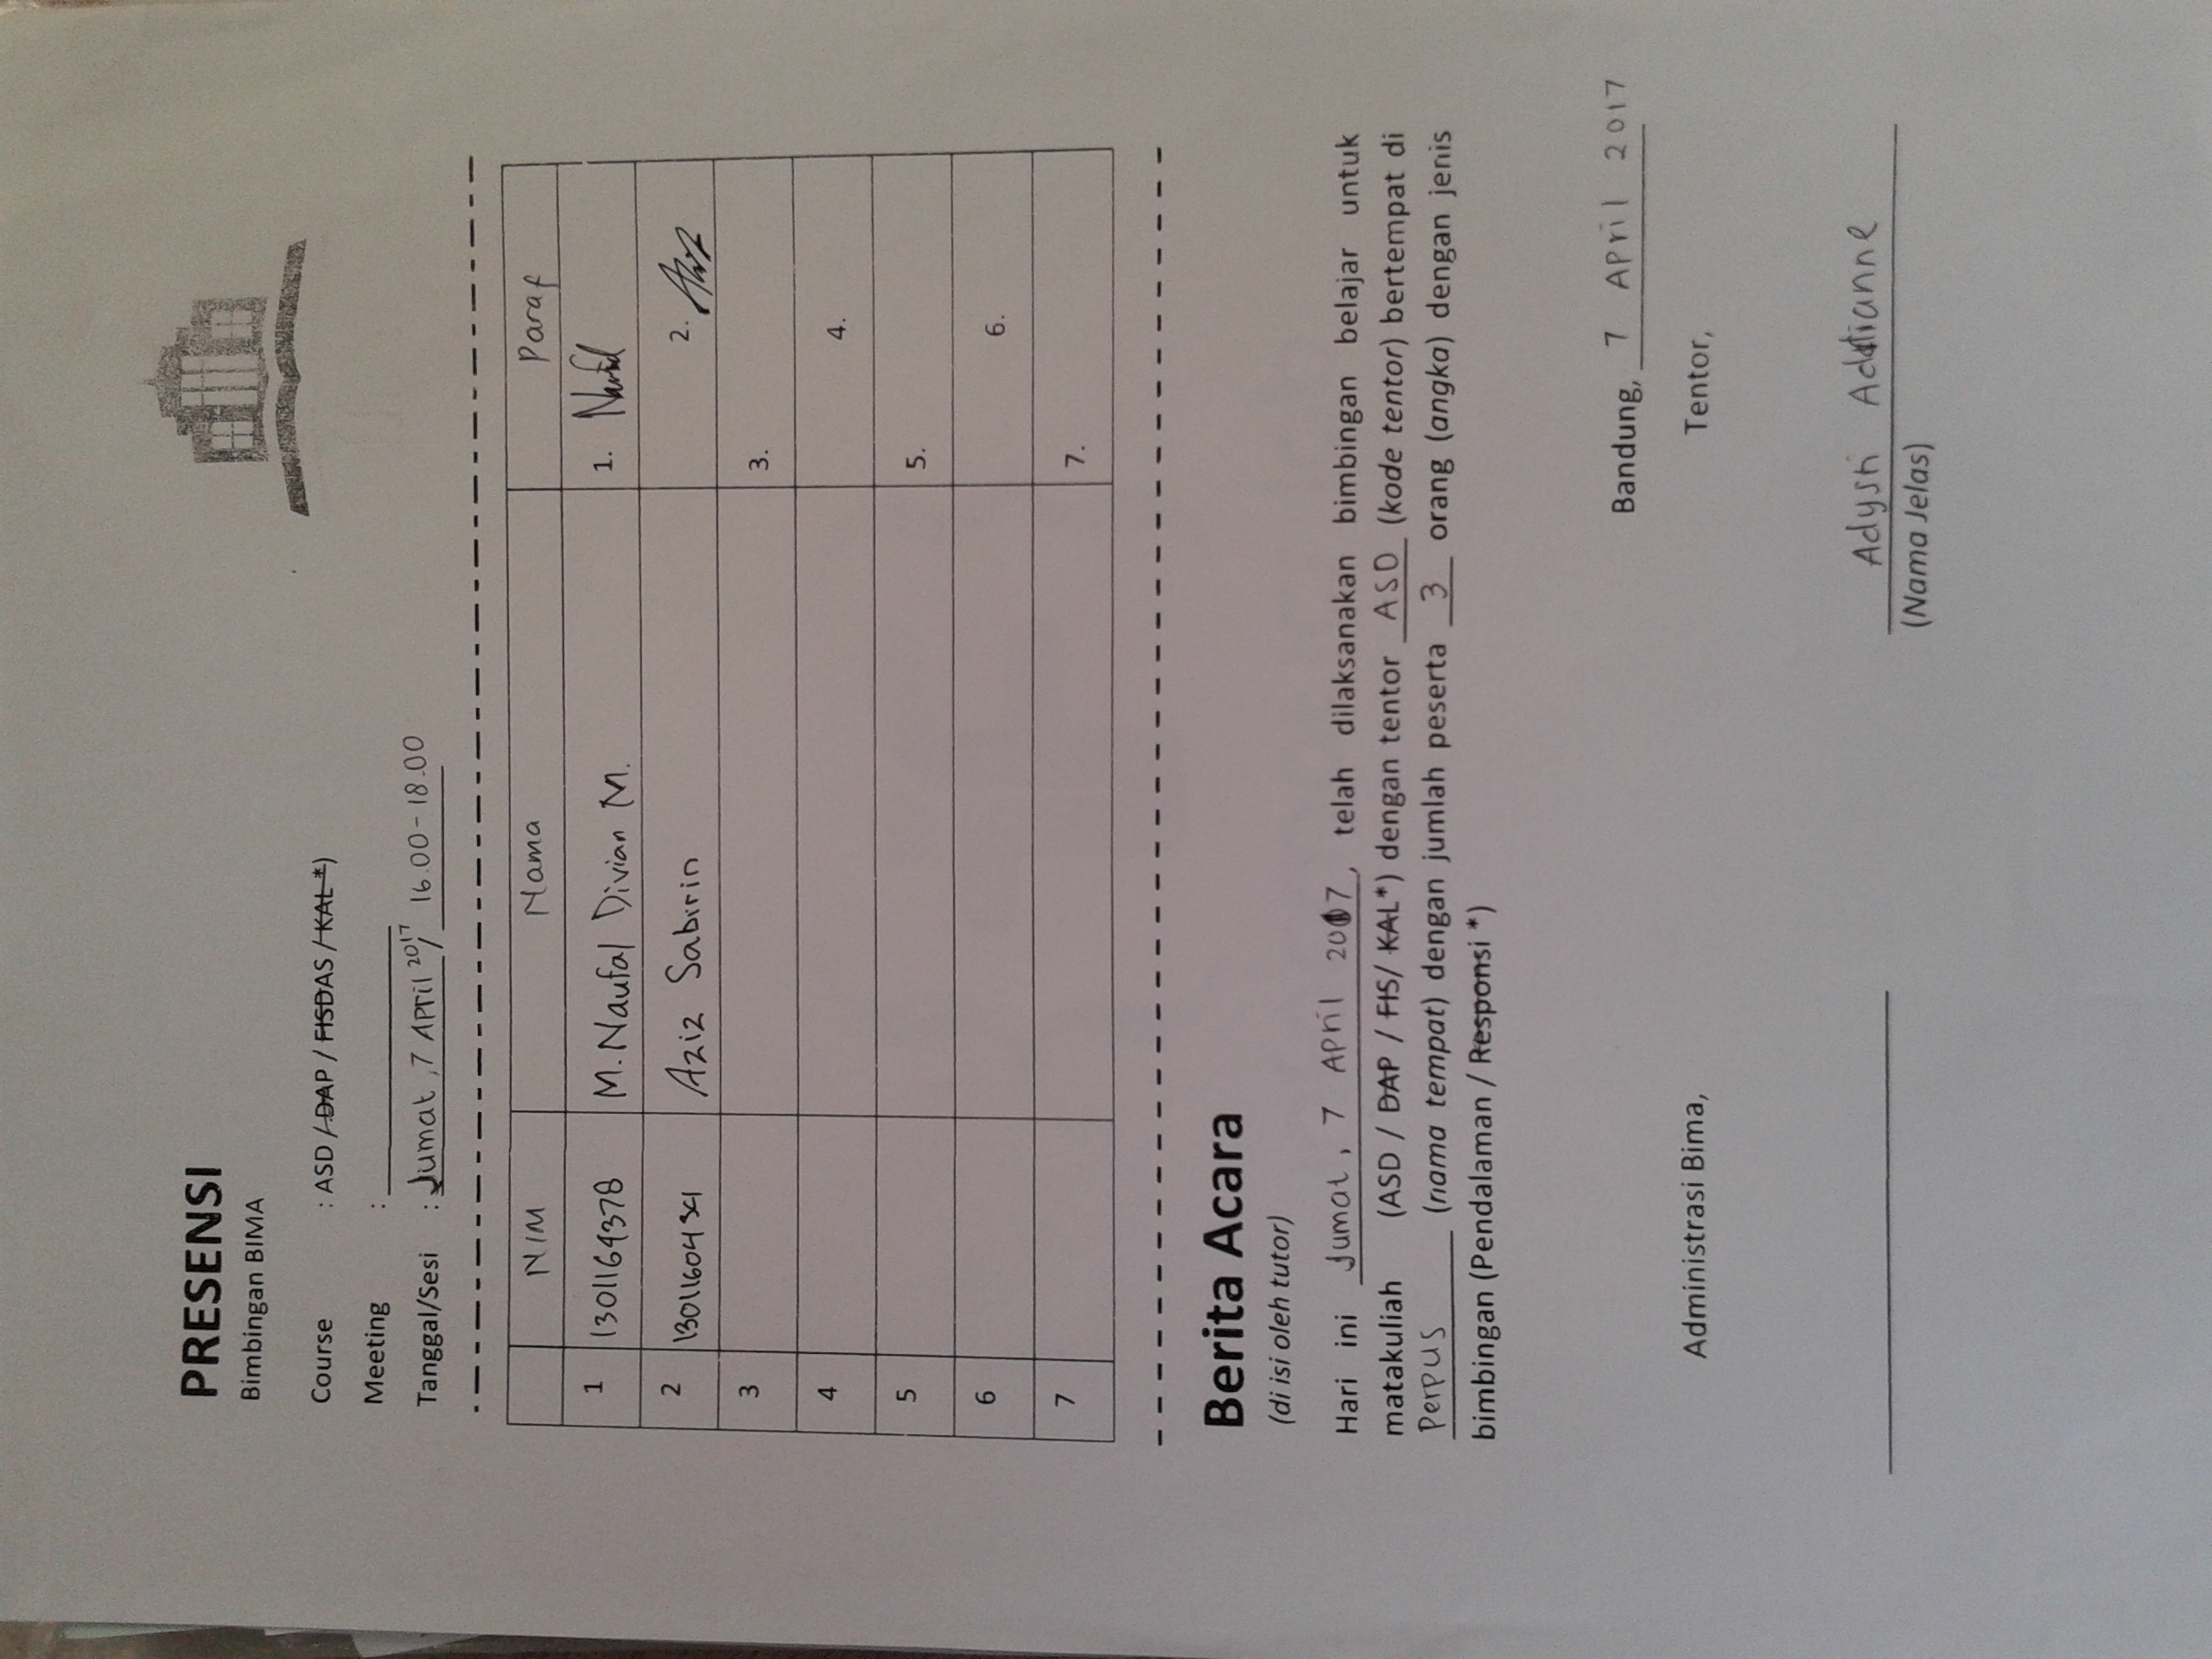 PRESENSI
Bimbingan BIMA
Course : ASD / DAP / FISDAS / KAL *)
Meeting :
Tanggal/Sesi : Jumat, 7 April 2017, 16.00 - 18.00
NIM Nama Paraf
1 1301164378 M. Naufal Divian M. 1. Naufal
2 Aziz Sabirin 2.
3 3.
4 4.
5 5.
6 6.
7 7.
Berita Acara
(di isi oleh tutor)
Hari ini Jumat, 7 April 2017, telah dilaksanakan bimbingan belajar untuk
matakuliah (ASD / DAP / FIS/ KAL*) dengan tentor ASD (kode tentor) bertempat di
Perpus (nama tempat) dengan jumlah peserta 3 orang (angka) dengan jenis
bimbingan (Pendalaman / Responsi *)
Bandung, 7 April 2017
Administrasi Bima, Tentor,
Adysti Addianne
(Nama Jelas)